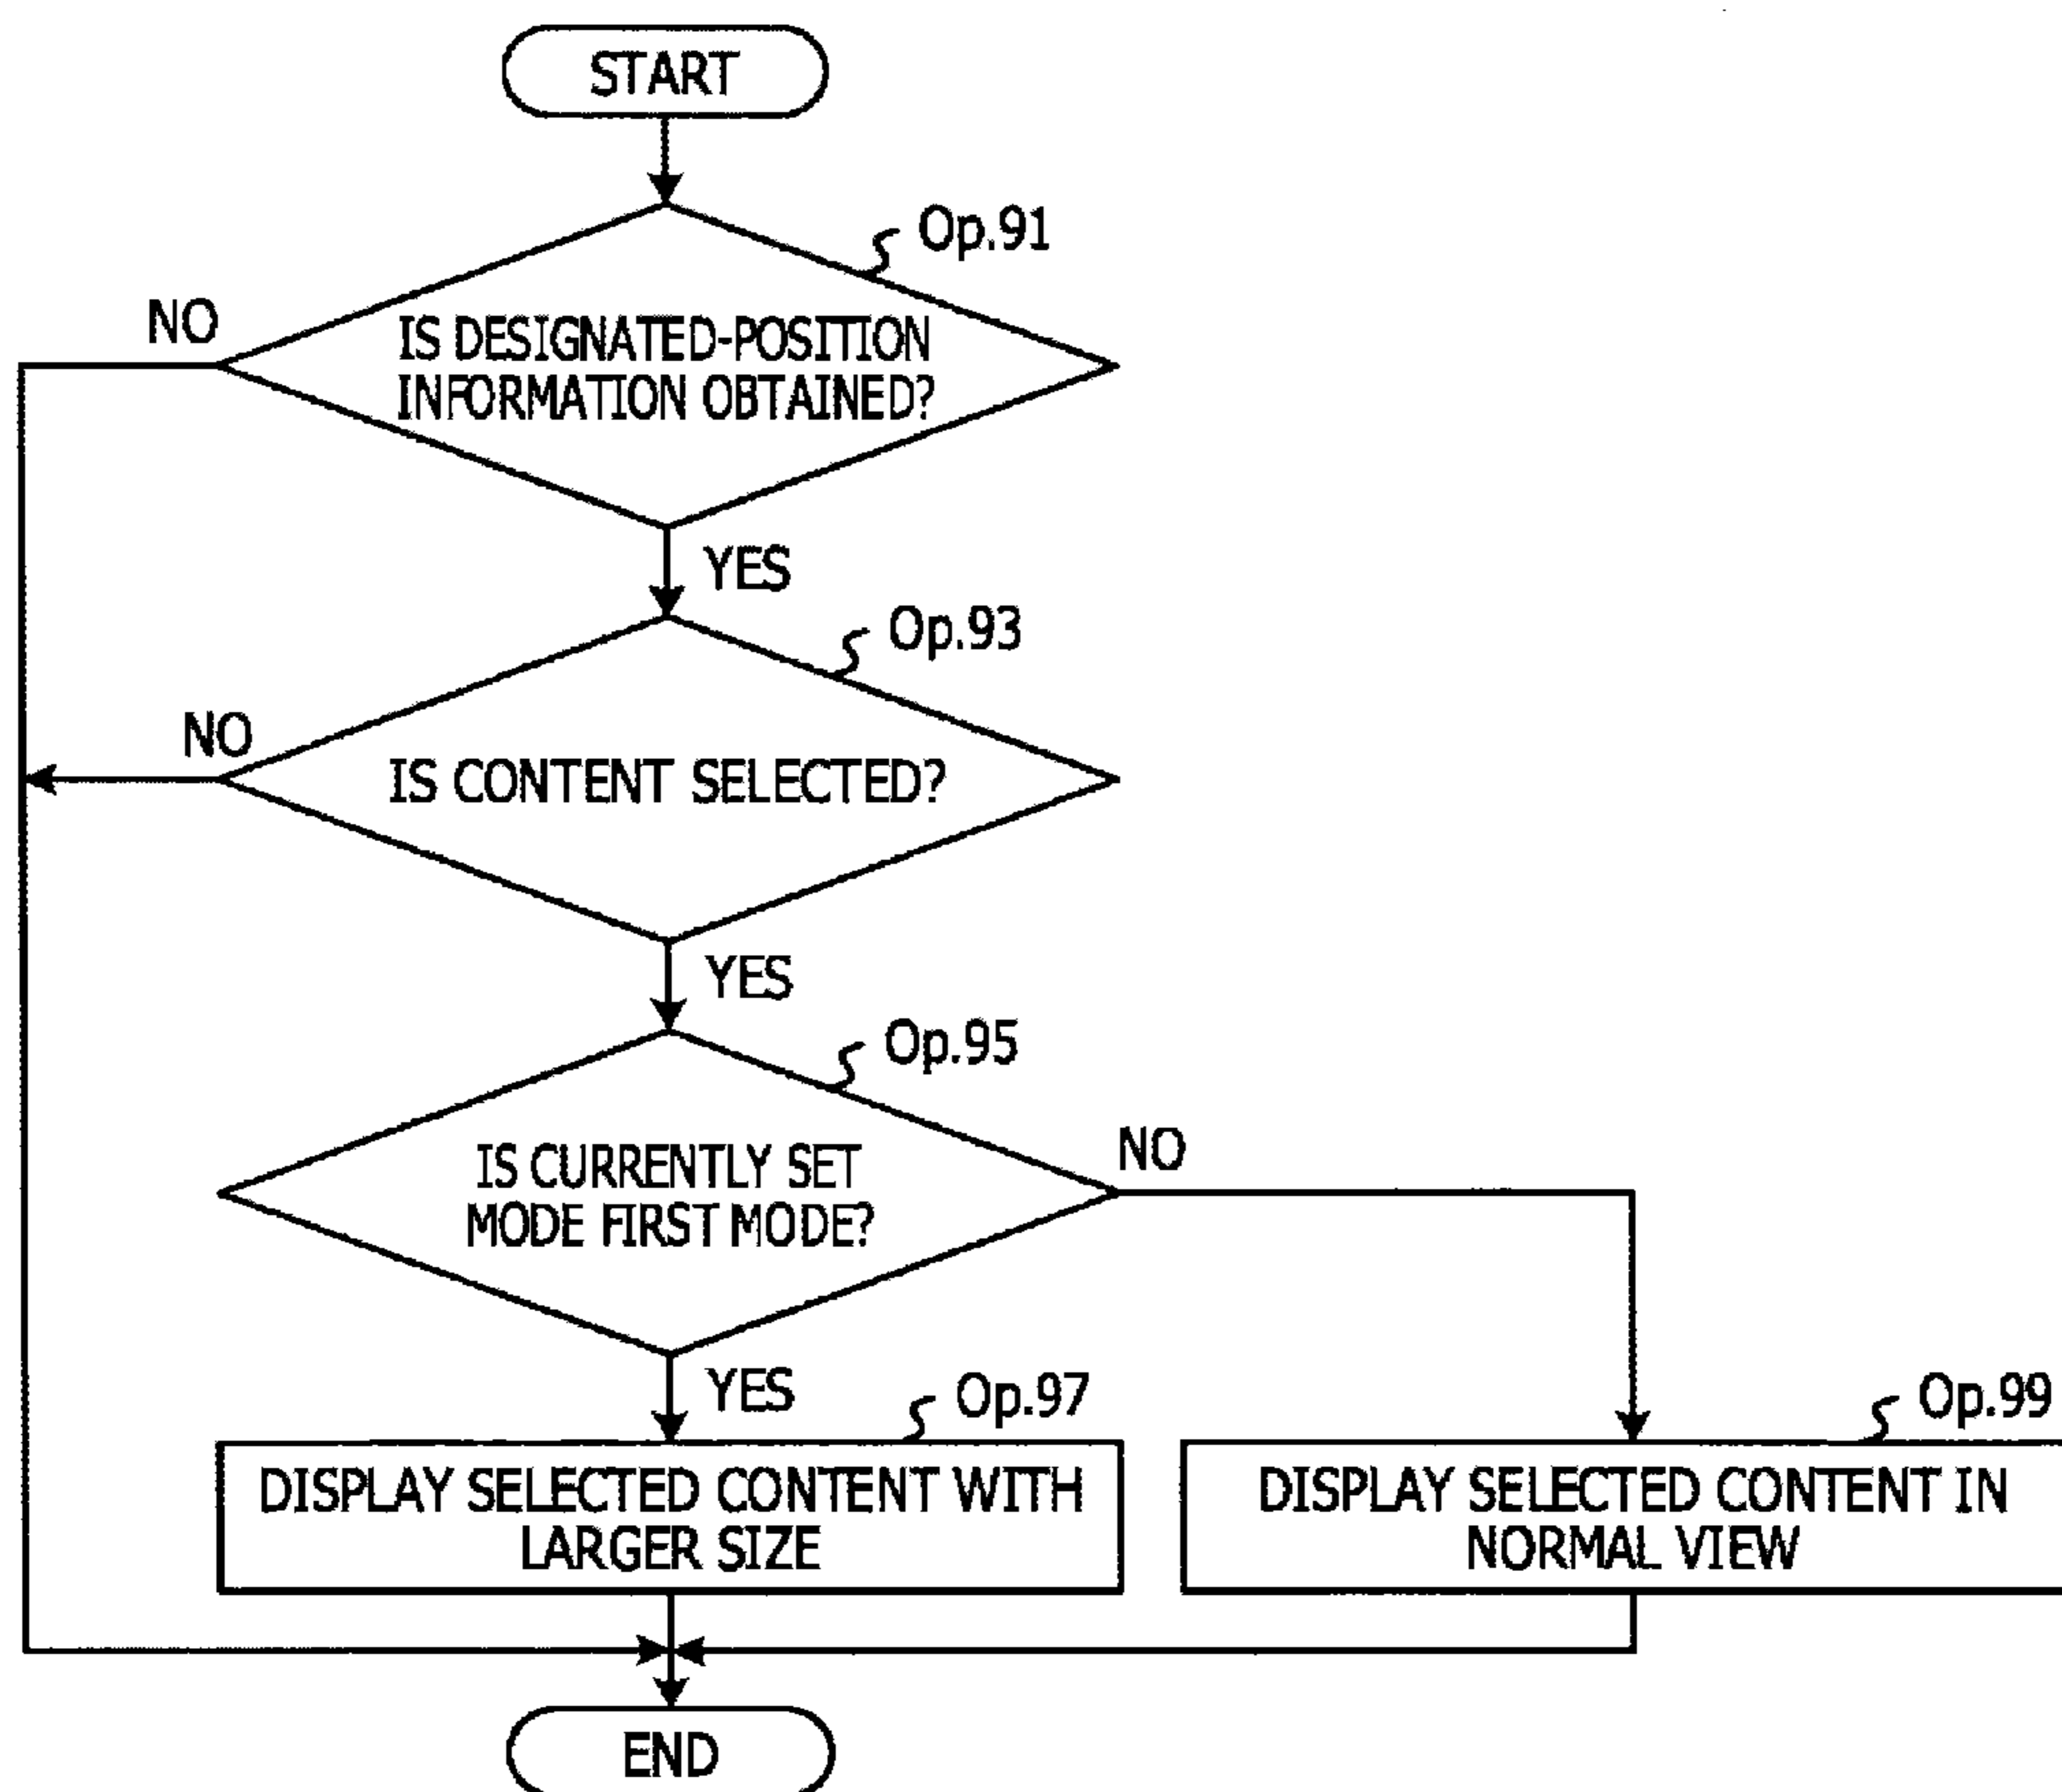 START
Op.91
NO
IS DESIGNATED-POSITION
INFORMATION OBTAINED?
YES
Op.93
NO
IS CONTENT SELECTED?
YES
Op.95
IS CURRENTLY SET
MODE FIRST MODE?
NO
YES
Op.97
DISPLAY SELECTED CONTENT WITH
LARGER SIZE
Op.99
DISPLAY SELECTED CONTENT IN
NORMAL VIEW
END